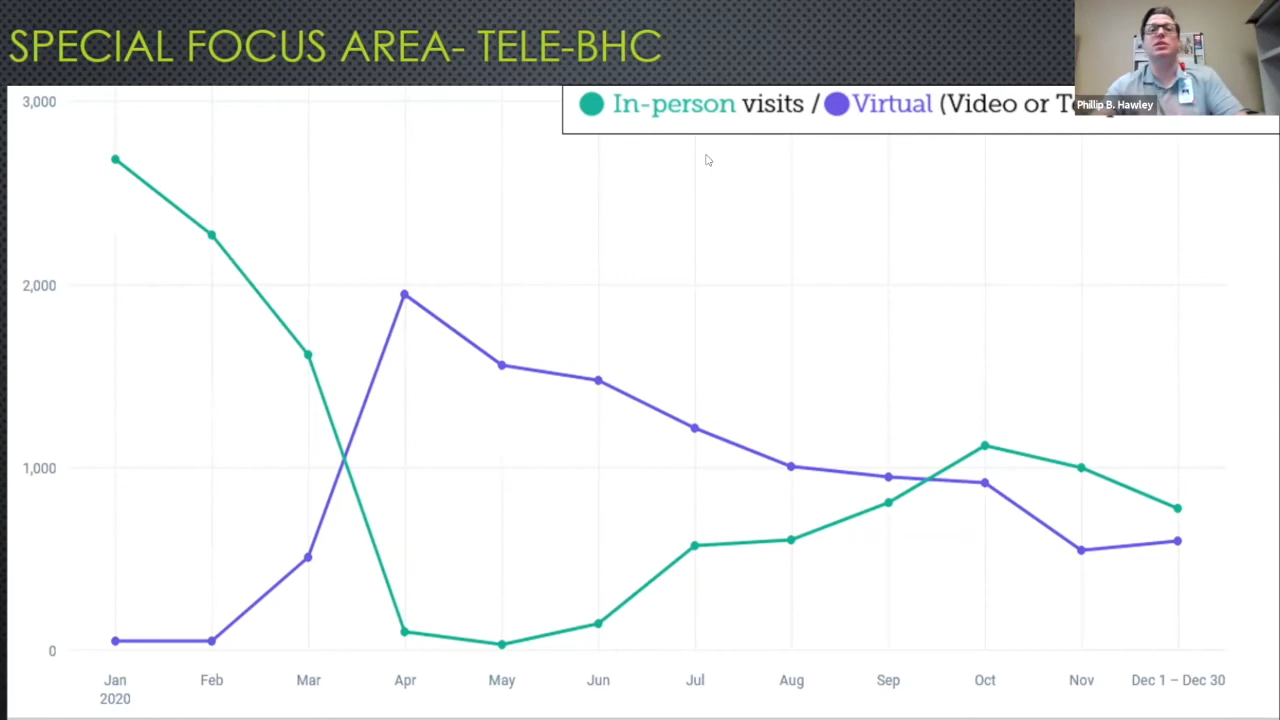 SPECIAL FOCUS AREA- TELE-BHC
Phillip B. Hawley
In-person visits / Virtual (Video or
3,000
2,000
1,000
0
Jan Feb Mar Apr May Jun Jul Aug Sep Oct Nov Dec 1 – Dec 30
2020